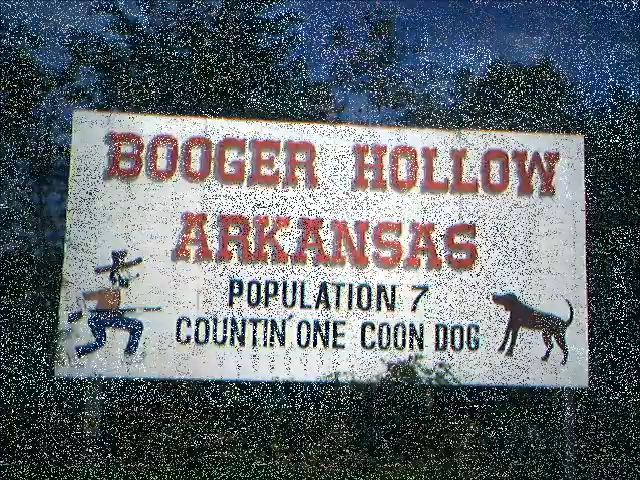 BOOGER HOLLOW
ARKANSAS
POPULATION 7
COUNTIN' ONE COON DOG